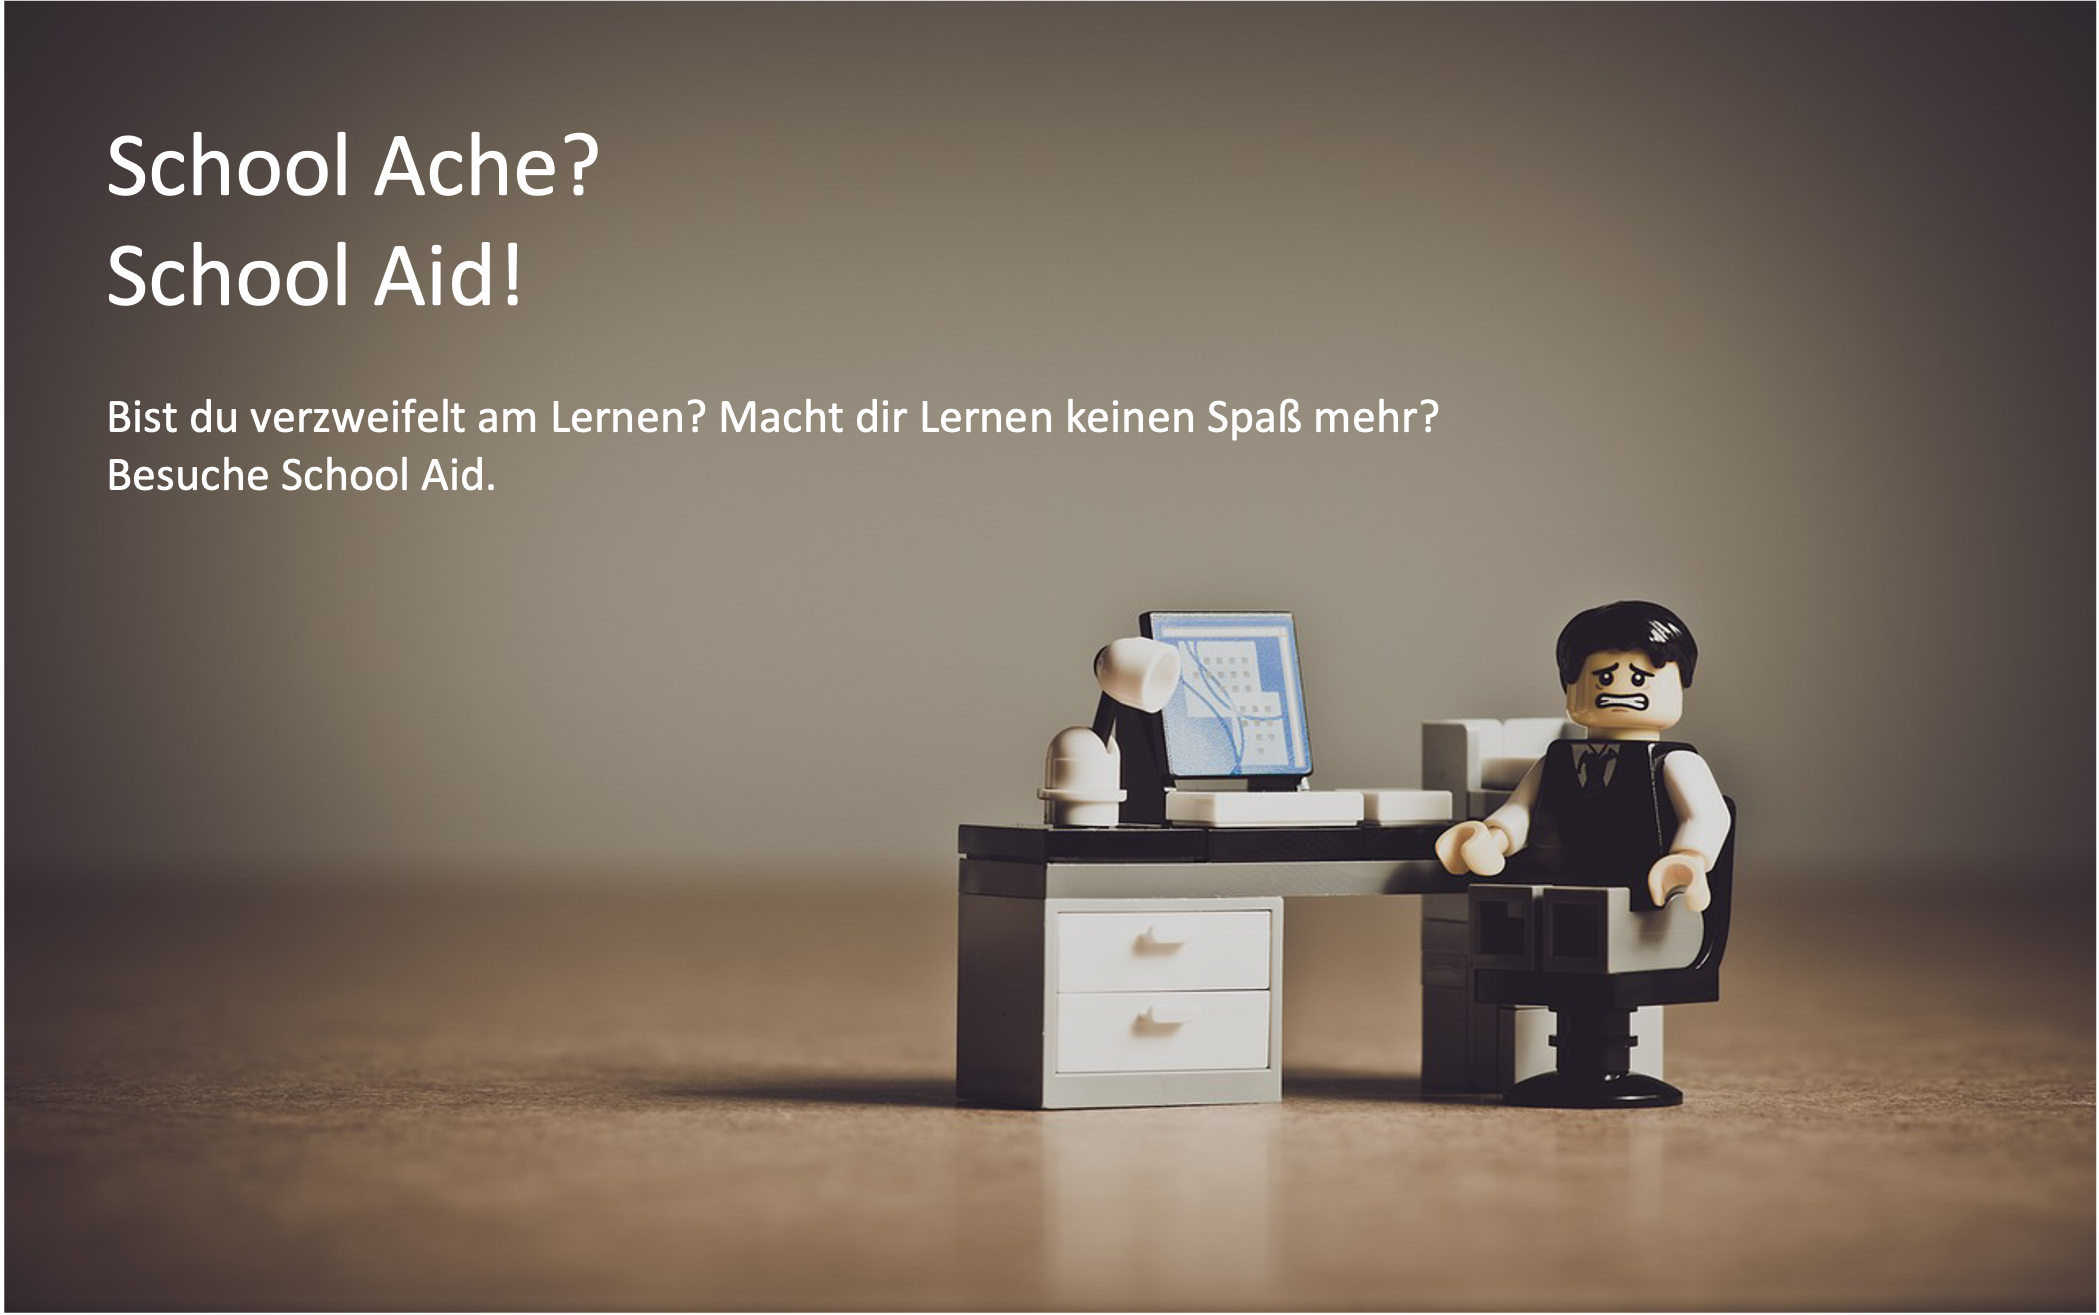 School Ache?
School Aid!
Bist du verzweifelt am Lernen? Macht dir Lernen keinen Spaß mehr?
Besuche School Aid.